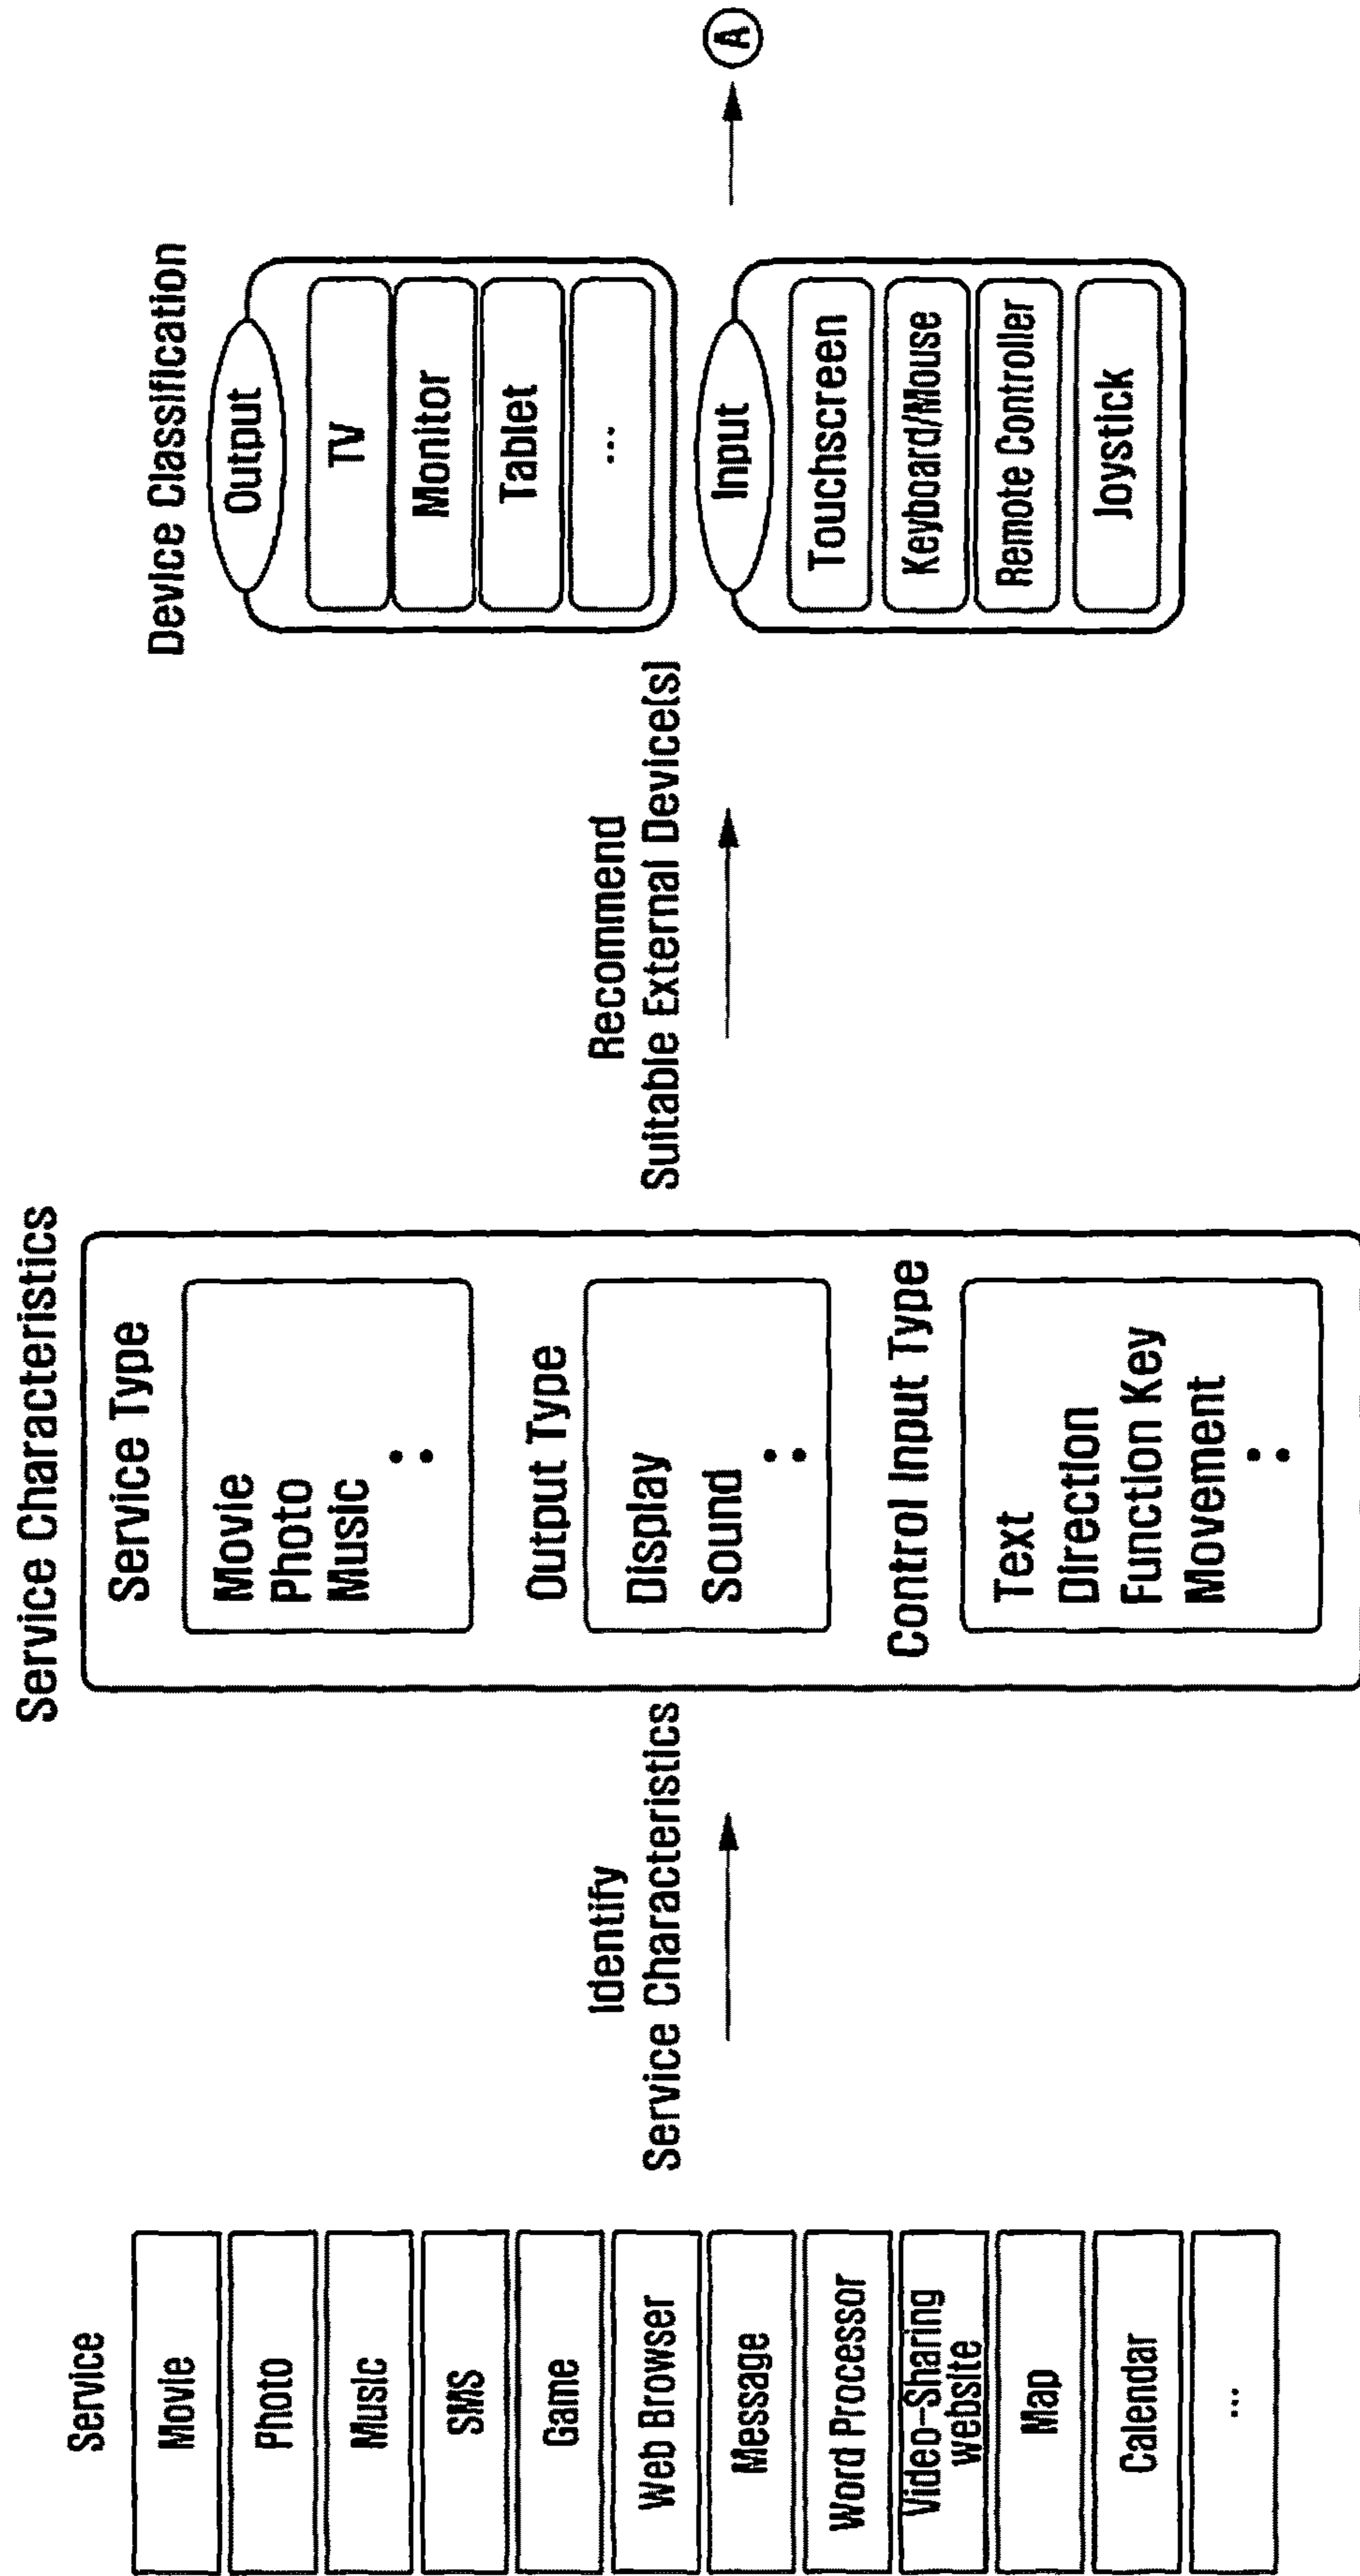 Service
Movie
Photo
Music
SMS
Game
Web Browser
Message
Word Processor
Video-Sharing
website
Map
Calendar
...
Identify
Service Characteristics
Service Characteristics
Service Type
Movie
Photo
Music
:
Output Type
Display
Sound
:
Control Input Type
Text
Direction
Function Key
Movement
:
Recommend
Suitable External Device(s)
Device Classification
Output
TV
Monitor
Tablet
...
Input
Touchscreen
Keyboard/Mouse
Remote Controller
Joystick
A